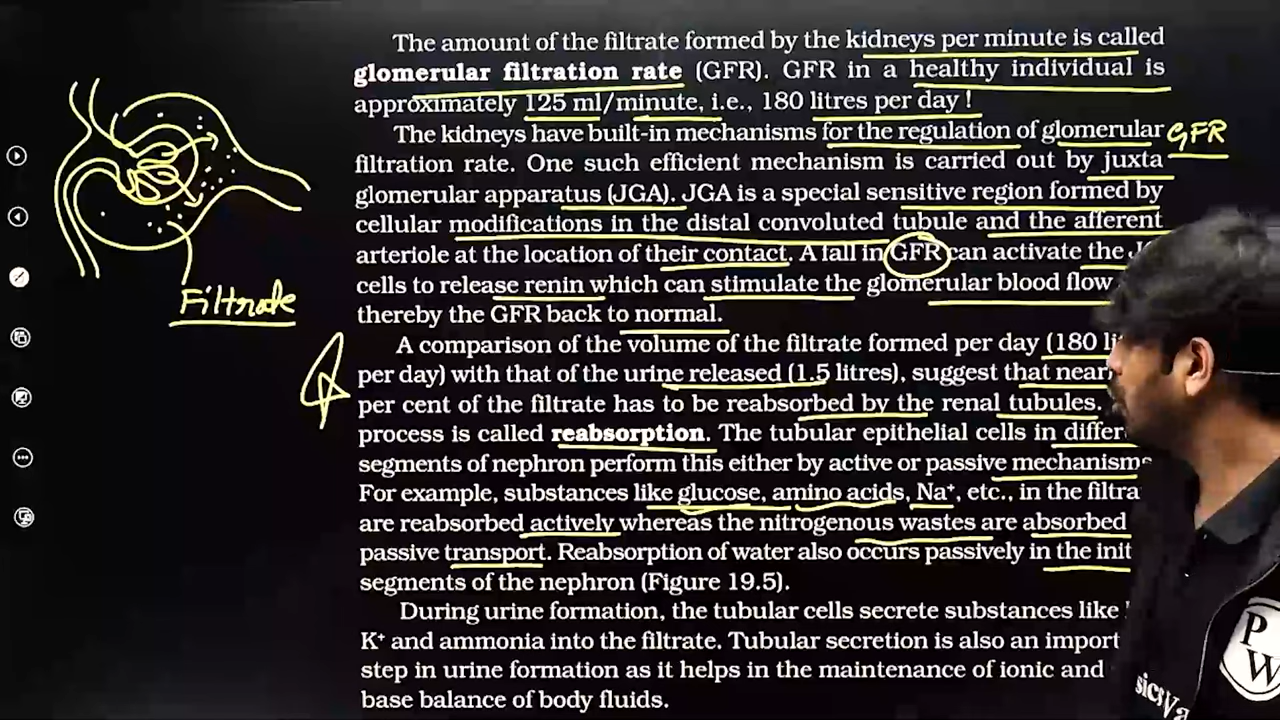 The amount of the filtrate formed by the kidneys per minute is called
glomerular filtration rate (GFR). GFR in a healthy individual is
approximately 125 ml/minute, i.e., 180 litres per day !
The kidneys have built-in mechanisms for the regulation of glomerular GFR
filtration rate. One such efficient mechanism is carried out by juxta
glomerular apparatus (JGA). JGA is a special sensitive region formed by
cellular modifications in the distal convoluted tubule and the afferent
arteriole at the location of their contact. A fall in GFR can activate the
cells to release renin which can stimulate the glomerular blood flow
thereby the GFR back to normal.
Filtrate
A comparison of the volume of the filtrate formed per day (180
per day) with that of the urine released (1.5 litres), suggest that
per cent of the filtrate has to be reabsorbed by the renal tubules.
process is called reabsorption. The tubular epithelial cells in
segments of nephron perform this either by active or passive mechanisms
For example, substances like glucose, amino acids, Na⁺, etc., in the
are reabsorbed actively whereas the nitrogenous wastes are absorbed
passive transport. Reabsorption of water also occurs passively in the
segments of the nephron (Figure 19.5).
During urine formation, the tubular cells secrete substances like
K⁺ and ammonia into the filtrate. Tubular secretion is also an
step in urine formation as it helps in the maintenance of ionic and
base balance of body fluids.
P
W